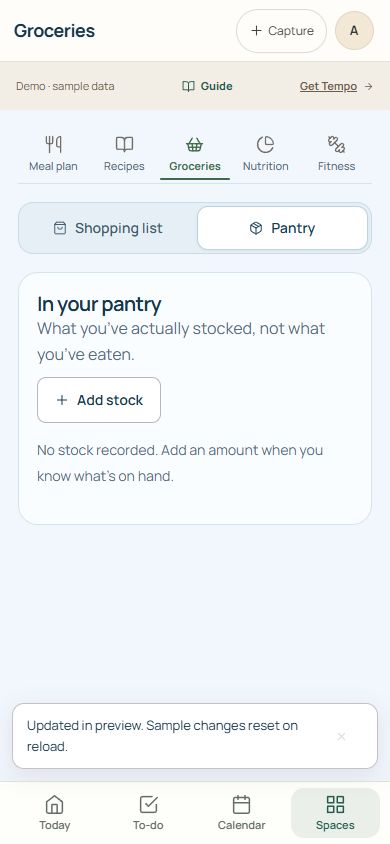 Groceries
Capture
A
Demo · sample data
Guide
Get Tempo →
Meal plan
Recipes
Groceries
Nutrition
Fitness
Shopping list
Pantry
In your pantry
What you've actually stocked, not what
you've eaten.
Add stock
No stock recorded. Add an amount when you
know what's on hand.
Updated in preview. Sample changes reset on
reload.
Today
To-do
Calendar
Spaces